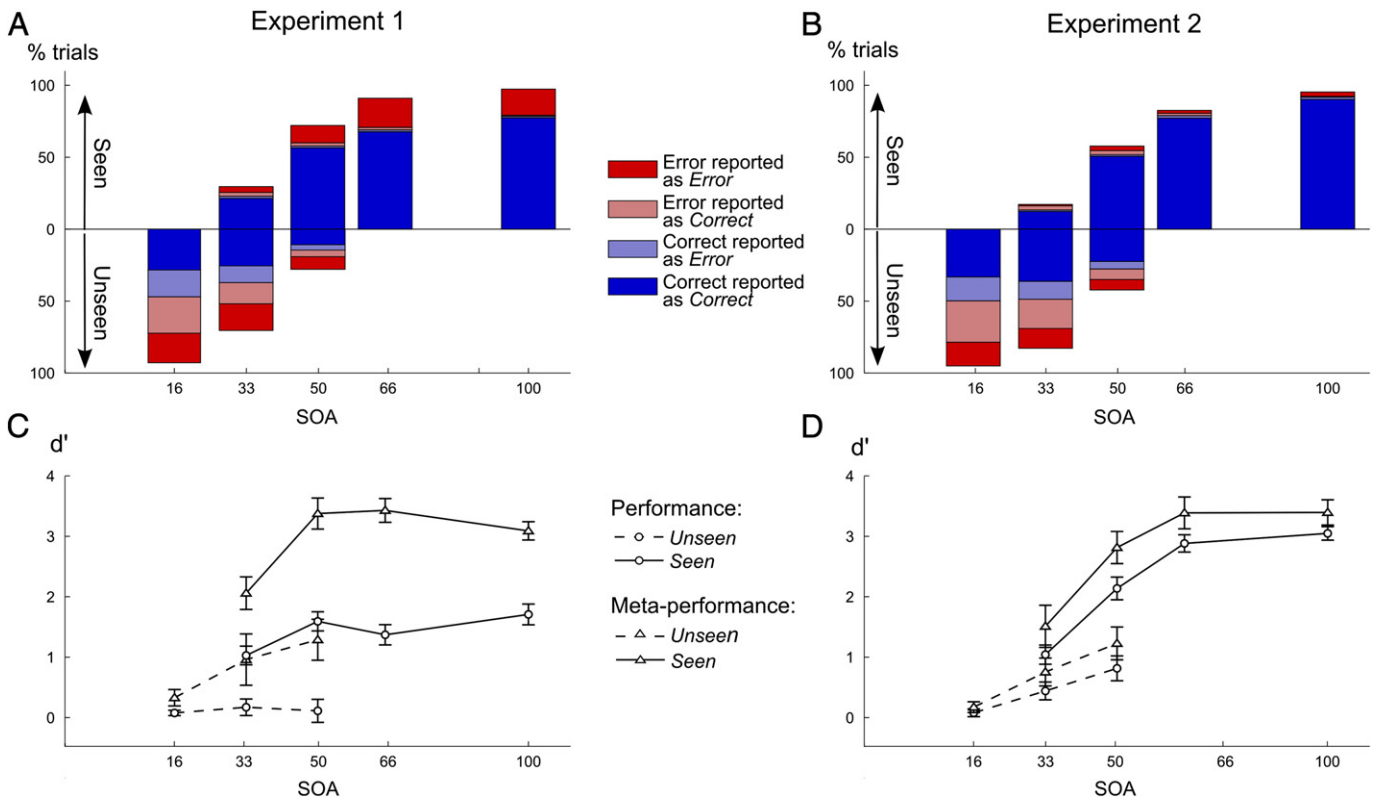 A
Experiment 1
% trials
100
50
0
50
100
Seen
Unseen
16
33
50
66
100
SOA
Error reported
as Error
Error reported
as Correct
Correct reported
as Error
Correct reported
as Correct
B
Experiment 2
% trials
100
50
0
50
100
Seen
Unseen
16
33
50
66
100
SOA
C
d'
4
3
2
1
0
16
33
50
66
100
SOA
Performance:
Unseen
Seen
Meta-performance:
Unseen
Seen
D
d'
4
3
2
1
0
16
33
50
66
100
SOA